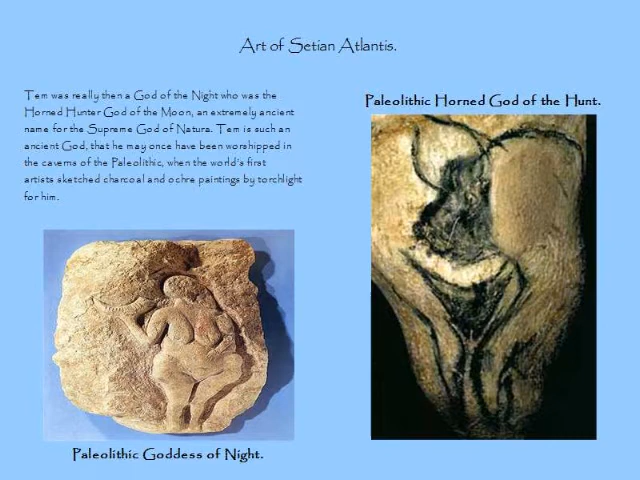 Art of Setian Atlantis.
Tem was really then a God of the Night who was the
Horned Hunter God of the Moon, an extremely ancient
name for the Supreme God of Natura. Tem is such an
ancient God, that he may once have been worshipped in
the caverns of the Paleolithic, when the world's first
artists sketched charcoal and ochre paintings by torchlight
for him.
Paleolithic Horned God of the Hunt.
Paleolithic Goddess of Night.